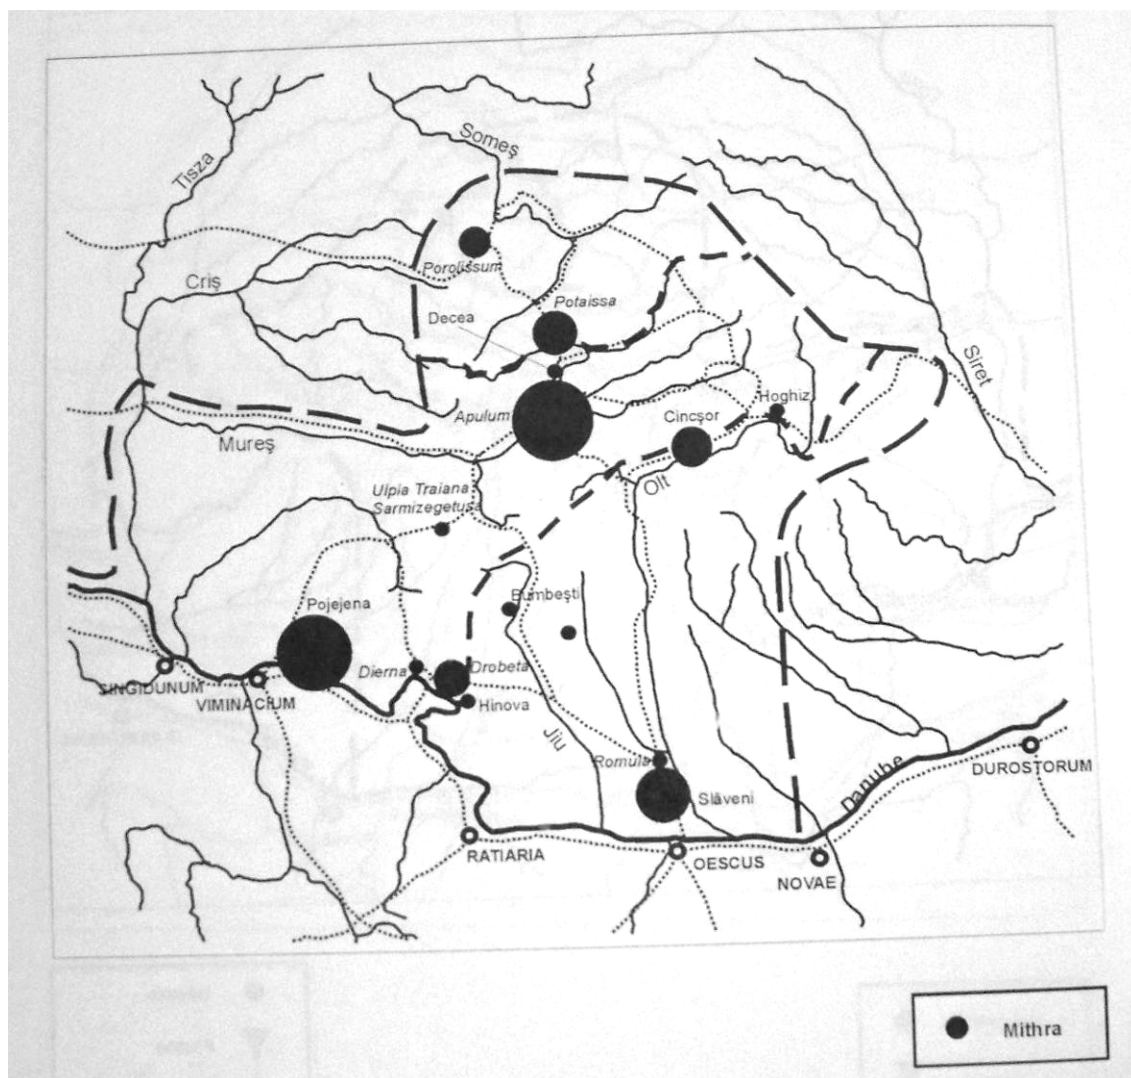 Someş
Tisza
Porolissum
Criş
Potaissa
Decea
Siret
Hoghiz
Apulum
Cincşor
Mureş
Olt
Ulpia Traiana
Sarmizegetusa
Bumbeşti
Pojejena
Dierna
Drobeta
SINGIDUNUM
VIMINACIUM
Hinova
Jiu
Romula
Danube
DUROSTORUM
Slăveni
RATIARIA
OESCUS
NOVAE
Mithra